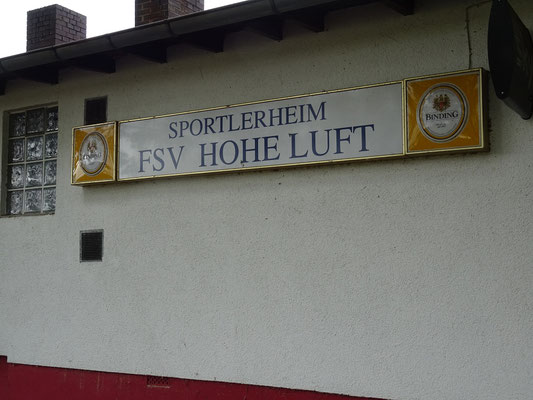 SPORTLERHEIM
FSV HOHE LUFT
BINDING